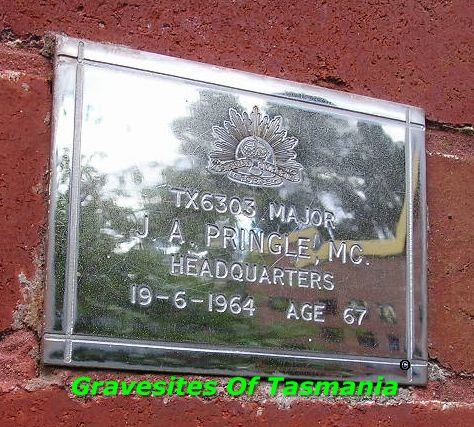 TX6303 MAJOR
J. A. PRINGLE, MC.
HEADQUARTERS
19-6-1964 AGE 67
©
Gravesites Of Tasmania